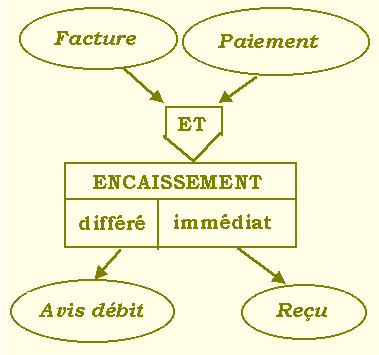 Facture
Paiement
ET
ENCAISSEMENT
différé
immédiat
Avis débit
Reçu